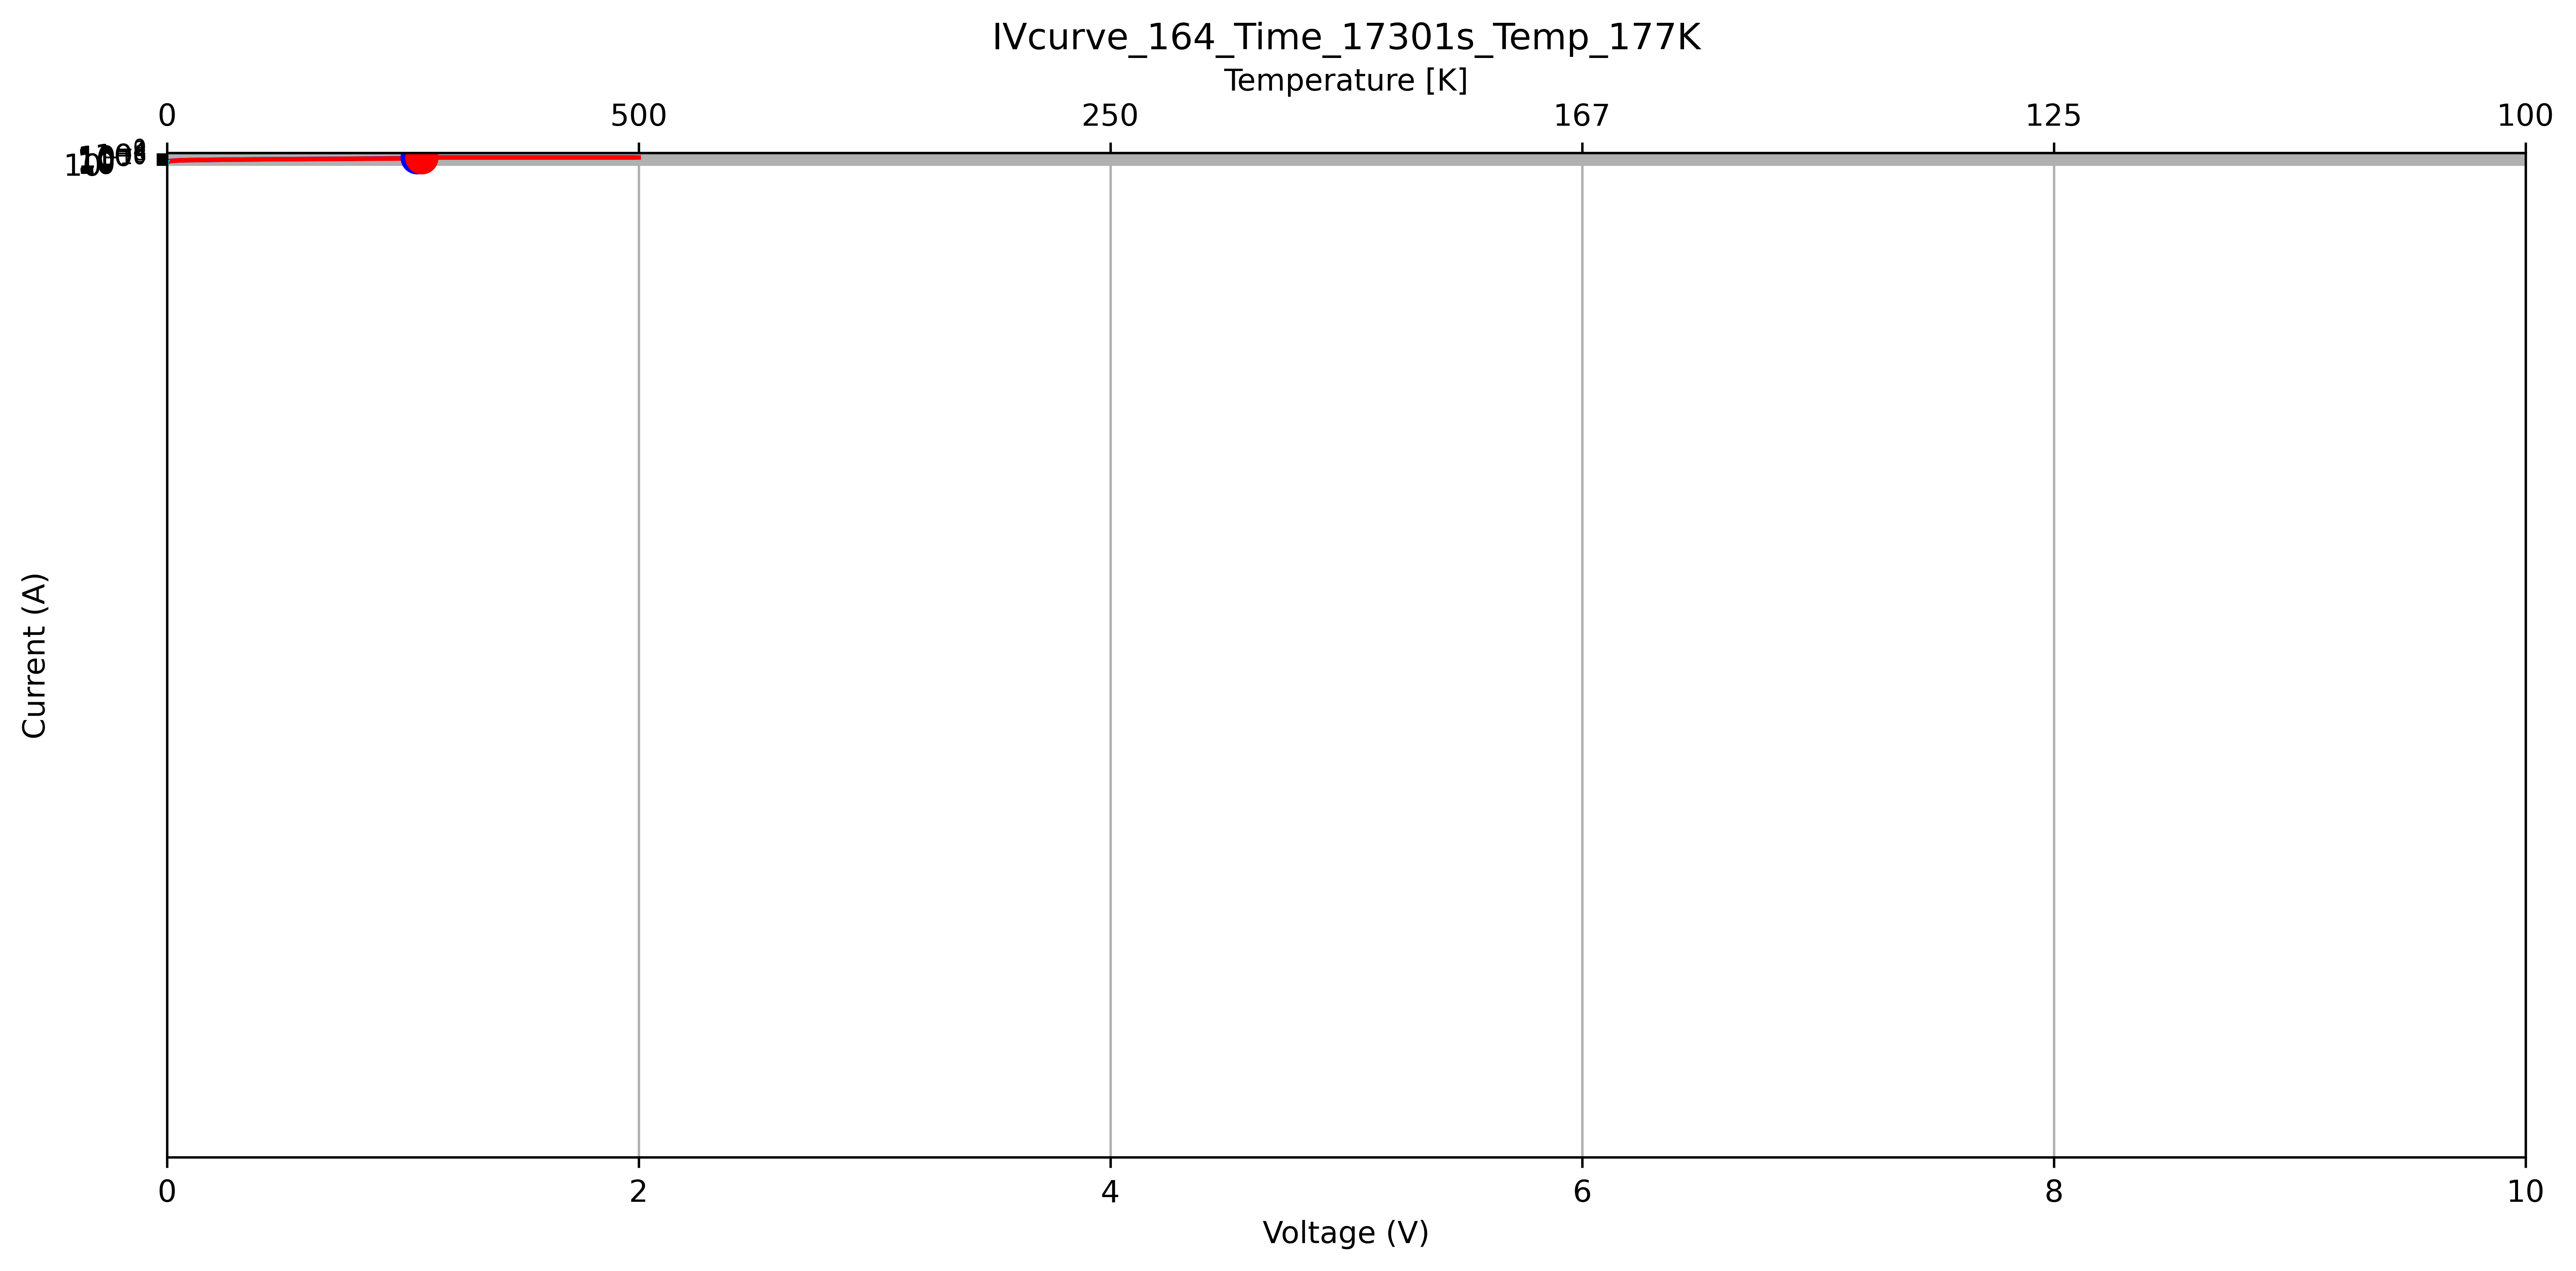 IVcurve_164_Time_17301s_Temp_177K
Temperature [K]
0 500 250 167 125 100
Current (A)
0 2 4 6 8 10
Voltage (V)